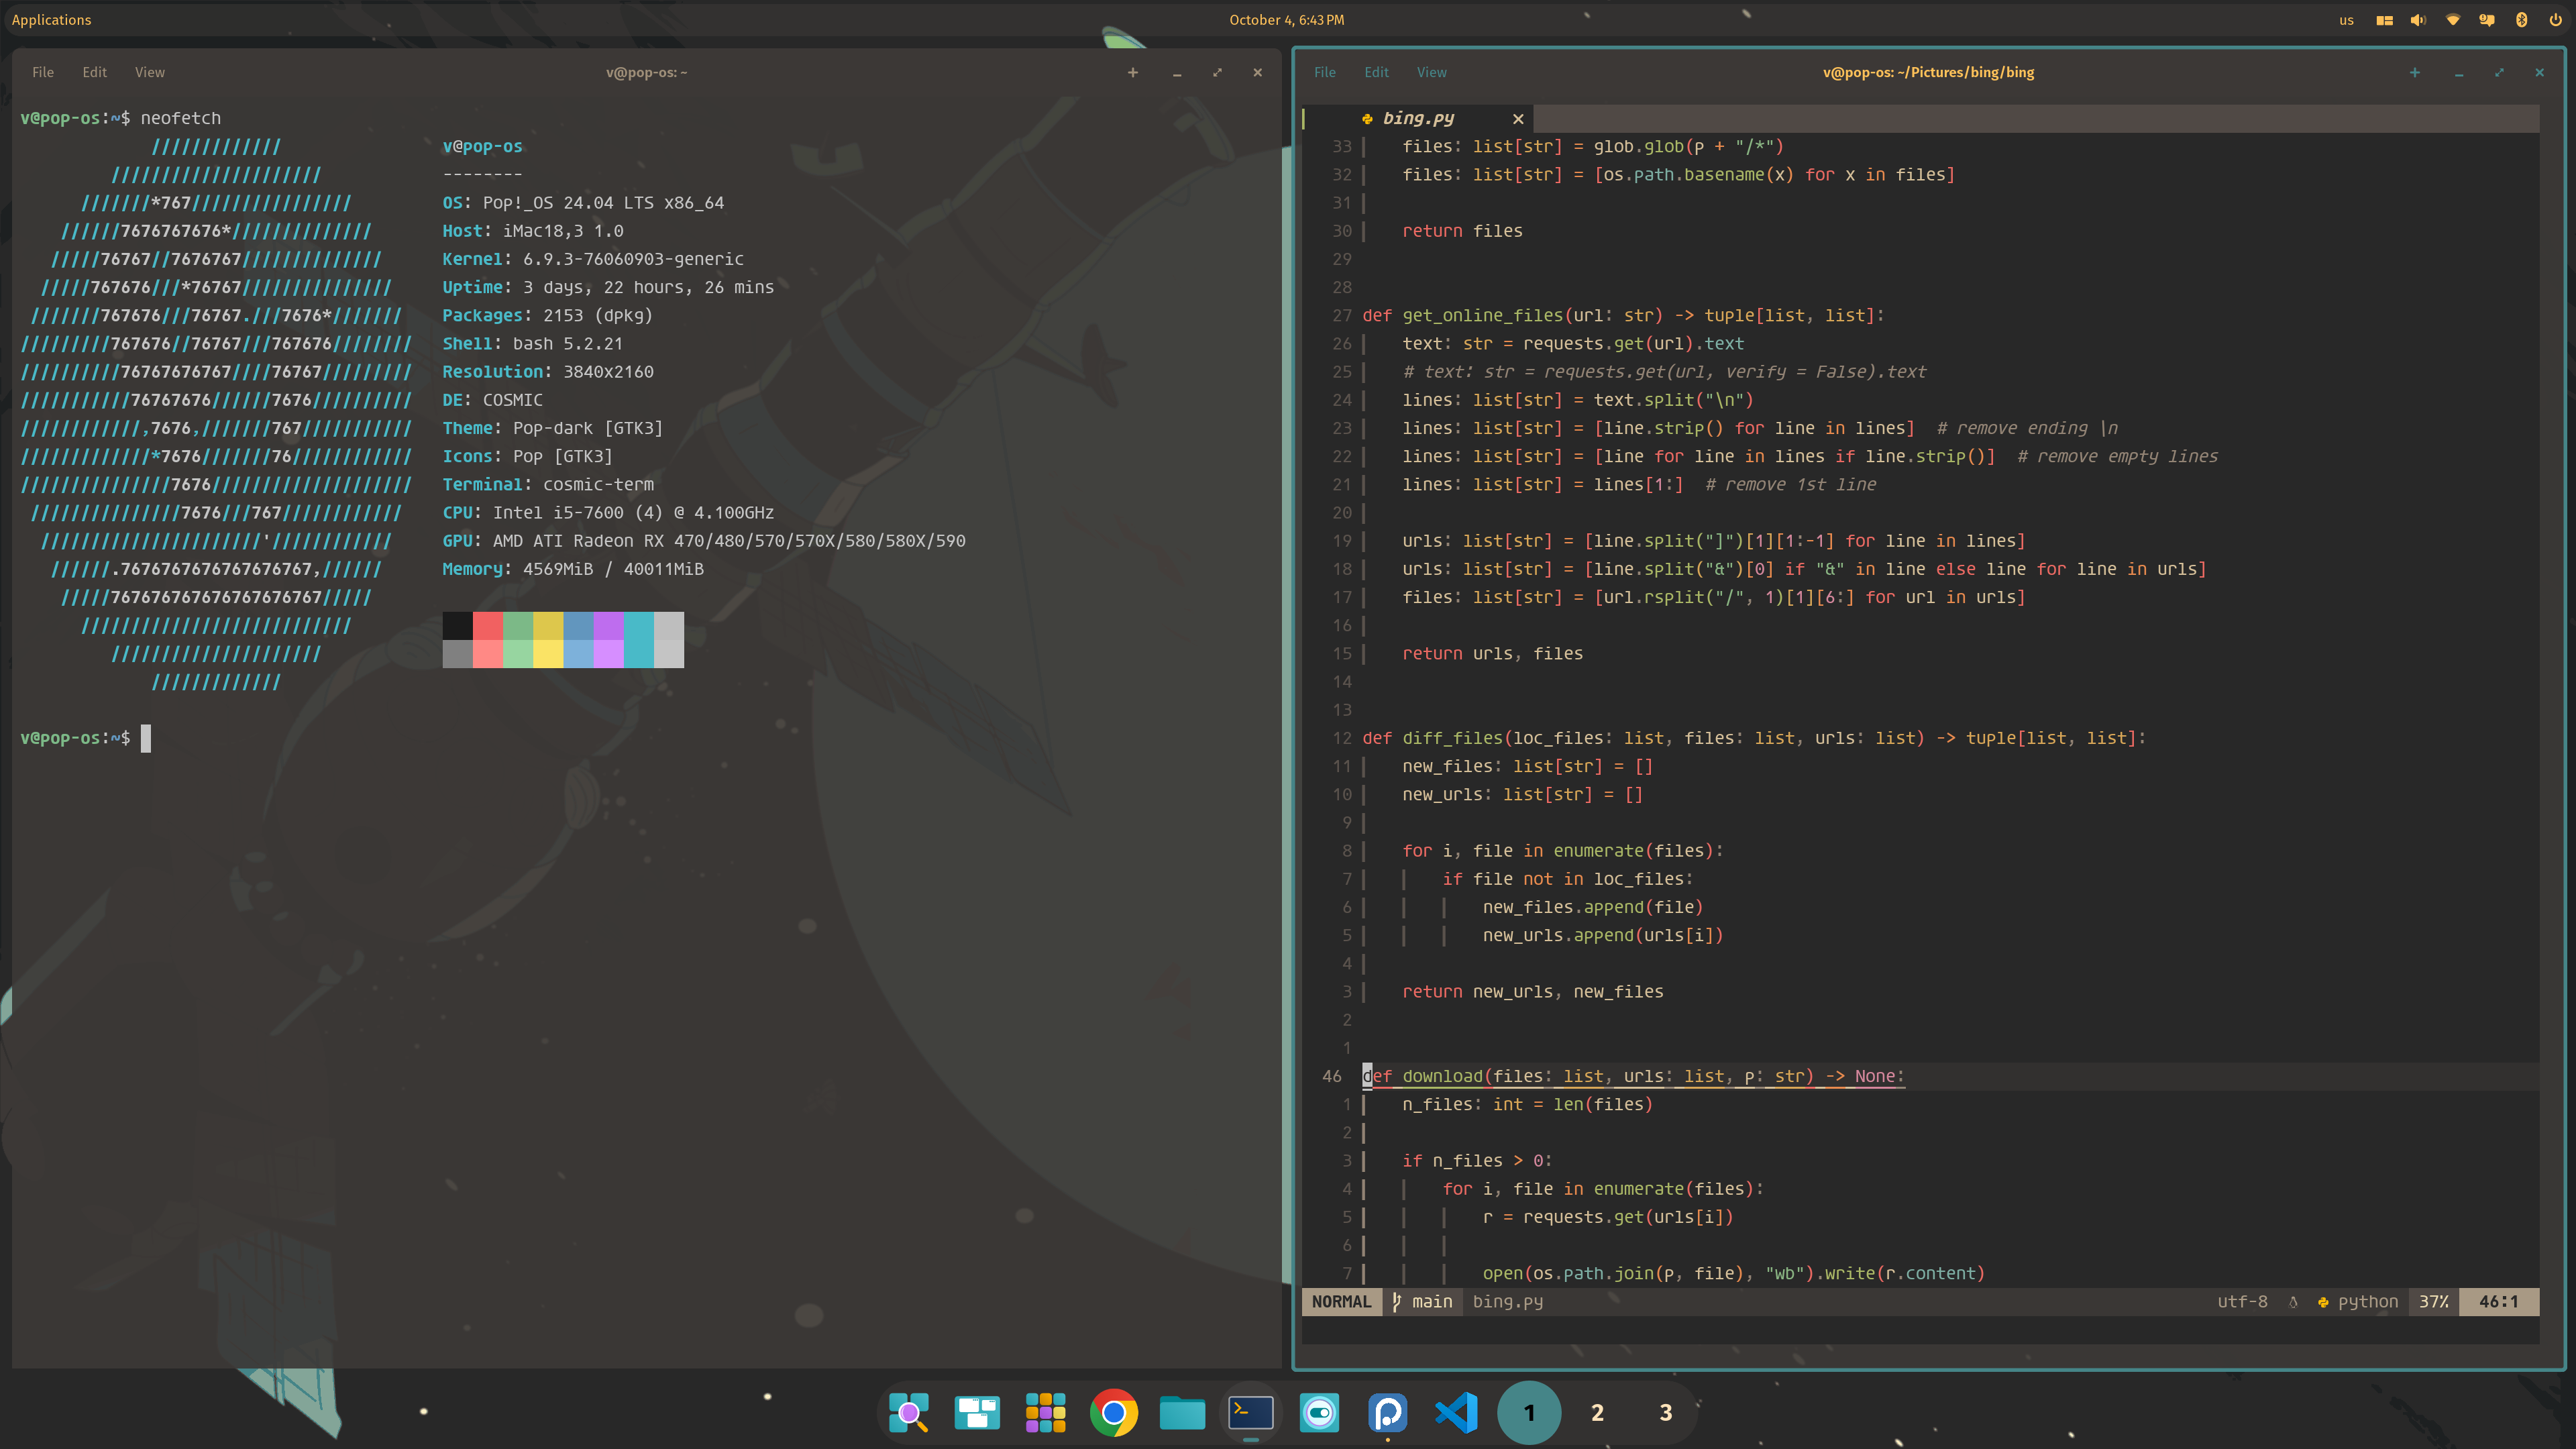 Applications
October 4, 6:43 PM
us
File Edit View
v@pop-os: ~
v@pop-os:~$ neofetch
/////////////
/////////////////////
///////*767////////////////
//////7676767676*//////////////
/////76767//7676767//////////////
/////767676///*76767///////////////
///////767676///76767.///7676*///////
/////////767676//76767///767676////////
//////////76767676767////76767/////////
///////////76767676//////7676//////////
////////////,7676,///////767///////////
/////////////*7676///////76////////////
///////////////7676////////////////////
///////////////7676///767////////////
//////////////////////'////////////
//////.7676767676767676767,//////
/////767676767676767676767/////
///////////////////////////
/////////////////////
/////////////
v@pop-os
--------
OS: Pop!_OS 24.04 LTS x86_64
Host: iMac18,3 1.0
Kernel: 6.9.3-76060903-generic
Uptime: 3 days, 22 hours, 26 mins
Packages: 2153 (dpkg)
Shell: bash 5.2.21
Resolution: 3840x2160
DE: COSMIC
Theme: Pop-dark [GTK3]
Icons: Pop [GTK3]
Terminal: cosmic-term
CPU: Intel i5-7600 (4) @ 4.100GHz
GPU: AMD ATI Radeon RX 470/480/570/570X/580/580X/590
Memory: 4569MiB / 40011MiB
v@pop-os:~$
File Edit View
v@pop-os: ~/Pictures/bing/bing
bing.py
33 files: list[str] = glob.glob(p + "/*")
32 files: list[str] = [os.path.basename(x) for x in files]
31
30 return files
29
28
27 def get_online_files(url: str) -> tuple[list, list]:
26 text: str = requests.get(url).text
25 # text: str = requests.get(url, verify = False).text
24 lines: list[str] = text.split("\n")
23 lines: list[str] = [line.strip() for line in lines] # remove ending \n
22 lines: list[str] = [line for line in lines if line.strip()] # remove empty lines
21 lines: list[str] = lines[1:] # remove 1st line
20
19 urls: list[str] = [line.split("]")[1][1:-1] for line in lines]
18 urls: list[str] = [line.split("&")[0] if "&" in line else line for line in urls]
17 files: list[str] = [url.rsplit("/", 1)[1][6:] for url in urls]
16
15 return urls, files
14
13
12 def diff_files(loc_files: list, files: list, urls: list) -> tuple[list, list]:
11 new_files: list[str] = []
10 new_urls: list[str] = []
9
8 for i, file in enumerate(files):
7 if file not in loc_files:
6 new_files.append(file)
5 new_urls.append(urls[i])
4
3 return new_urls, new_files
2
1
46 def download(files: list, urls: list, p: str) -> None:
1 n_files: int = len(files)
2
3 if n_files > 0:
4 for i, file in enumerate(files):
5 r = requests.get(urls[i])
6
7 open(os.path.join(p, file), "wb").write(r.content)
NORMAL main bing.py utf-8 python 37% 46:1
1 2 3